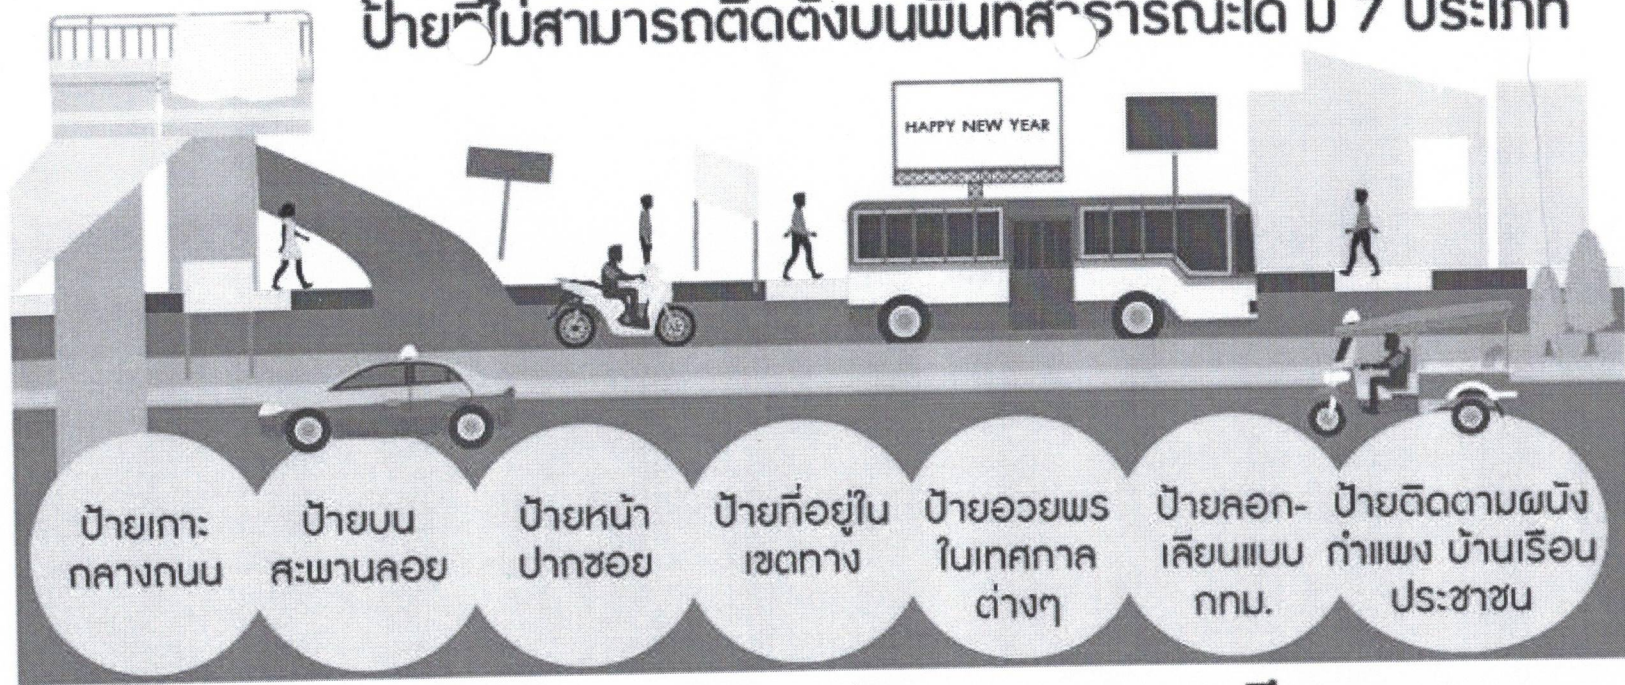 ป้ายที่ไม่สามารถติดตั้งบนพื้นที่สาธารณะได้ มี 7 ประเภท
HAPPY NEW YEAR
ป้ายเกาะ
กลางถนน
ป้ายบน
สะพานลอย
ป้ายหน้า
ปากซอย
ป้ายที่อยู่ใน
เขตทาง
ป้ายอวยพร
ในเทศกาล
ต่างๆ
ป้ายลอก-
เลียนแบบ
กทม.
ป้ายติดตามผนัง
กำแพง บ้านเรือน
ประชาชน